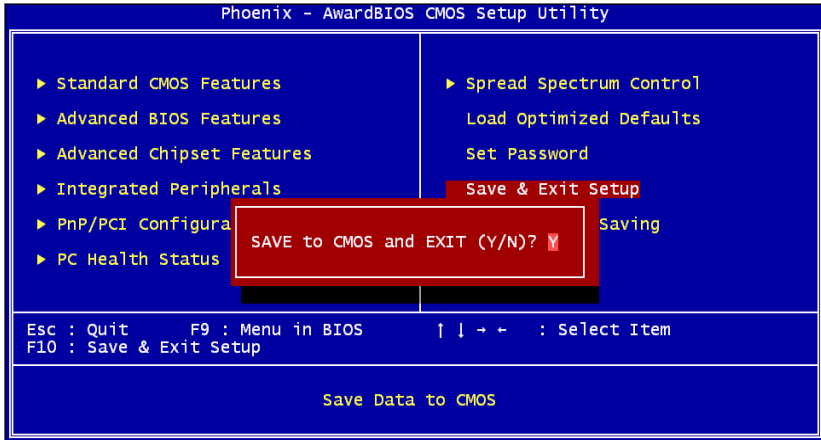 Phoenix - AwardBIOS CMOS Setup Utility
▶ Standard CMOS Features
▶ Advanced BIOS Features
▶ Advanced Chipset Features
▶ Integrated Peripherals
▶ PnP/PCI Configura
▶ PC Health Status
▶ Spread Spectrum Control
Load Optimized Defaults
Set Password
Save & Exit Setup
Saving
SAVE to CMOS and EXIT (Y/N)? Y
Esc : Quit F9 : Menu in BIOS ↑ ↓ → ← : Select Item
F10 : Save & Exit Setup
Save Data to CMOS